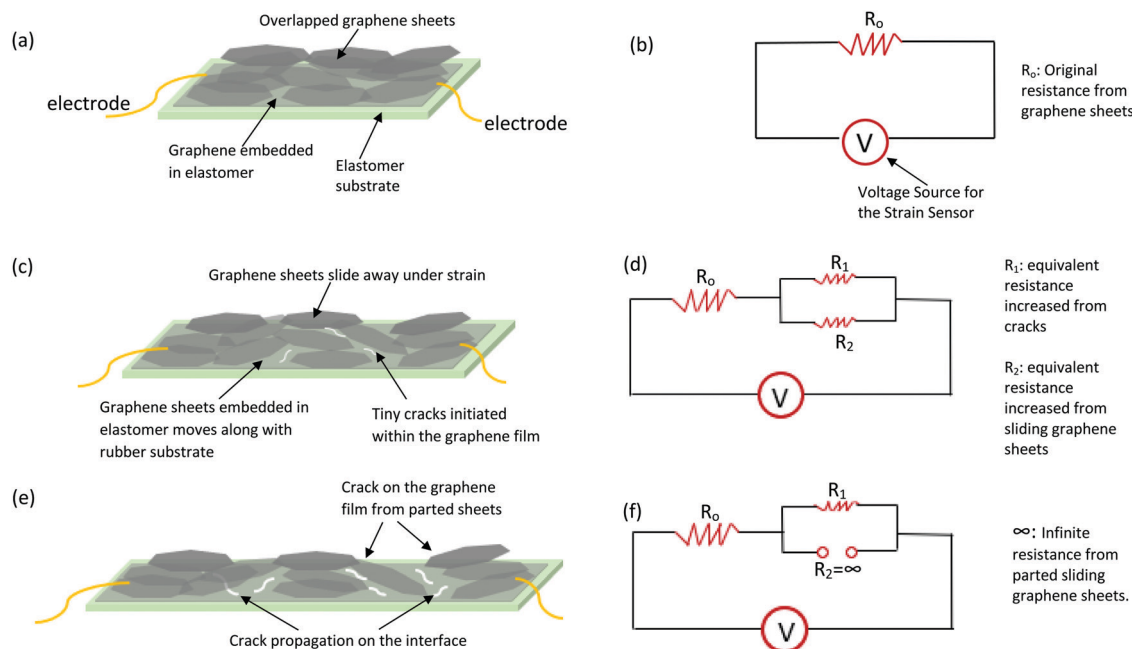 (a)
Overlapped graphene sheets
electrode
electrode
Graphene embedded
in elastomer
Elastomer
substrate
(b)
Rₒ
V
Rₒ: Original
resistance from
graphene sheets
Voltage Source for
the Strain Sensor
(c)
Graphene sheets slide away under strain
Graphene sheets embedded in
elastomer moves along with
rubber substrate
Tiny cracks initiated
within the graphene film
(d)
Rₒ
R₁
R₂
V
R₁: equivalent
resistance
increased from
cracks
R₂: equivalent
resistance
increased from
sliding graphene
sheets
(e)
Crack on the graphene
film from parted sheets
Crack propagation on the interface
(f)
Rₒ
R₁
R₂=∞
V
∞: Infinite
resistance from
parted sliding
graphene sheets.